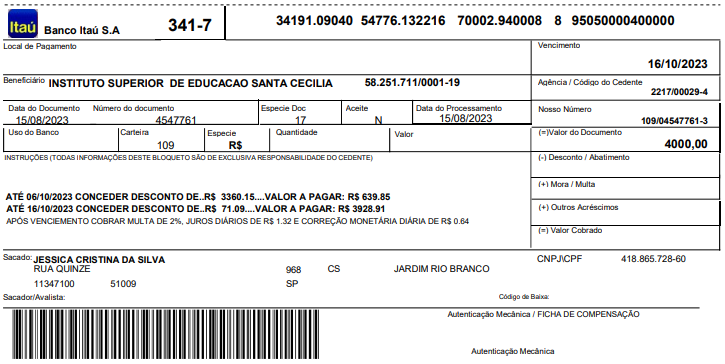 Itaú Banco Itaú S.A 341-7 34191.09040 54776.132216 70002.940008 8 95050000400000
Local de Pagamento
Vencimento
16/10/2023
Beneficiário INSTITUTO SUPERIOR DE EDUCACAO SANTA CECILIA 58.251.711/0001-19
Agência / Código do Cedente
2217/00029-4
Data do Documento Número do documento Especie Doc Aceite Data do Processamento
15/08/2023 4547761 17 N 15/08/2023
Nosso Número
109/04547761-3
Uso do Banco Carteira Especie Quantidade Valor
109 R$
(=)Valor do Documento
4000,00
INSTRUÇÕES (TODAS INFORMAÇÕES DESTE BLOQUETO SÃO DE EXCLUSIVA RESPONSABILIDADE DO CEDENTE)
(-) Desconto / Abatimento
(+) Mora / Multa
ATÉ 06/10/2023 CONCEDER DESCONTO DE..R$ 3360.15....VALOR A PAGAR: R$ 639.85
ATÉ 16/10/2023 CONCEDER DESCONTO DE..R$ 71.09....VALOR A PAGAR: R$ 3928.91
(+) Outros Acréscimos
APÓS VENCIEMENTO COBRAR MULTA DE 2%, JUROS DIÁRIOS DE R$ 1.32 E CORREÇÃO MONETÁRIA DIÁRIA DE R$ 0.64
(=) Valor Cobrado
Sacado: JESSICA CRISTINA DA SILVA CNPJ\CPF 418.865.728-60
RUA QUINZE 968 CS JARDIM RIO BRANCO
11347100 51009 SP
Sacador/Avalista: Código de Baixa:
Autenticação Mecânica / FICHA DE COMPENSAÇÃO
Autenticação Mecânica